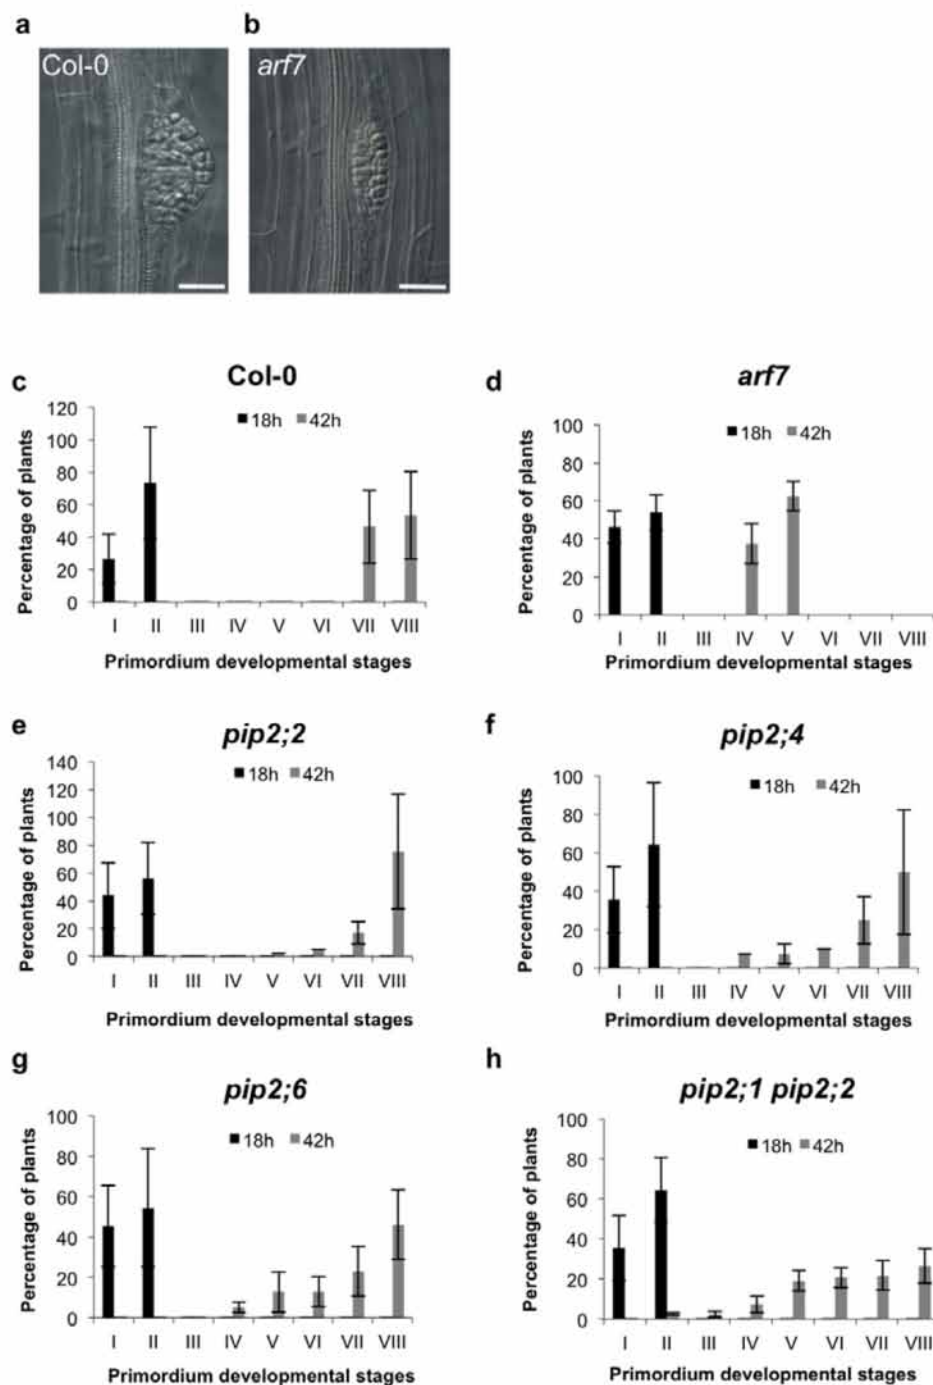 a
b
Col-0
arf7
c
Col-0
120
100
80
60
40
20
0
Percentage of plants
18h 42h
I II III IV V VI VII VIII
Primordium developmental stages
d
arf7
100
80
60
40
20
0
Percentage of plants
18h 42h
I II III IV V VI VII VIII
Primordium developmental stages
e
pip2;2
140
120
100
80
60
40
20
0
Percentage of plants
18h 42h
I II III IV V VI VII VIII
Primordium developmental stages
f
pip2;4
100
80
60
40
20
0
Percentage of plants
18h 42h
I II III IV V VI VII VIII
Primordium developmental stages
g
pip2;6
100
80
60
40
20
0
Percentage of plants
18h 42h
I II III IV V VI VII VIII
Primordium developmental stages
h
pip2;1 pip2;2
100
80
60
40
20
0
Percentage of plants
18h 42h
I II III IV V VI VII VIII
Primordium developmental stages